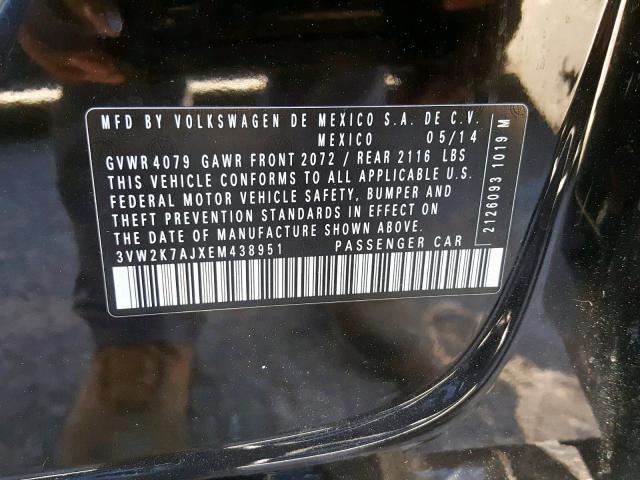 MFD BY VOLKSWAGEN DE MEXICO S.A. DE C.V.
MEXICO 05/14
GVWR 4079 GAWR FRONT 2072 / REAR 2116 LBS
THIS VEHICLE CONFORMS TO ALL APPLICABLE U.S.
FEDERAL MOTOR VEHICLE SAFETY, BUMPER AND
THEFT PREVENTION STANDARDS IN EFFECT ON
THE DATE OF MANUFACTURE SHOWN ABOVE.
3VW2K7AJXEM438951 PASSENGER CAR
2126093 1019 M